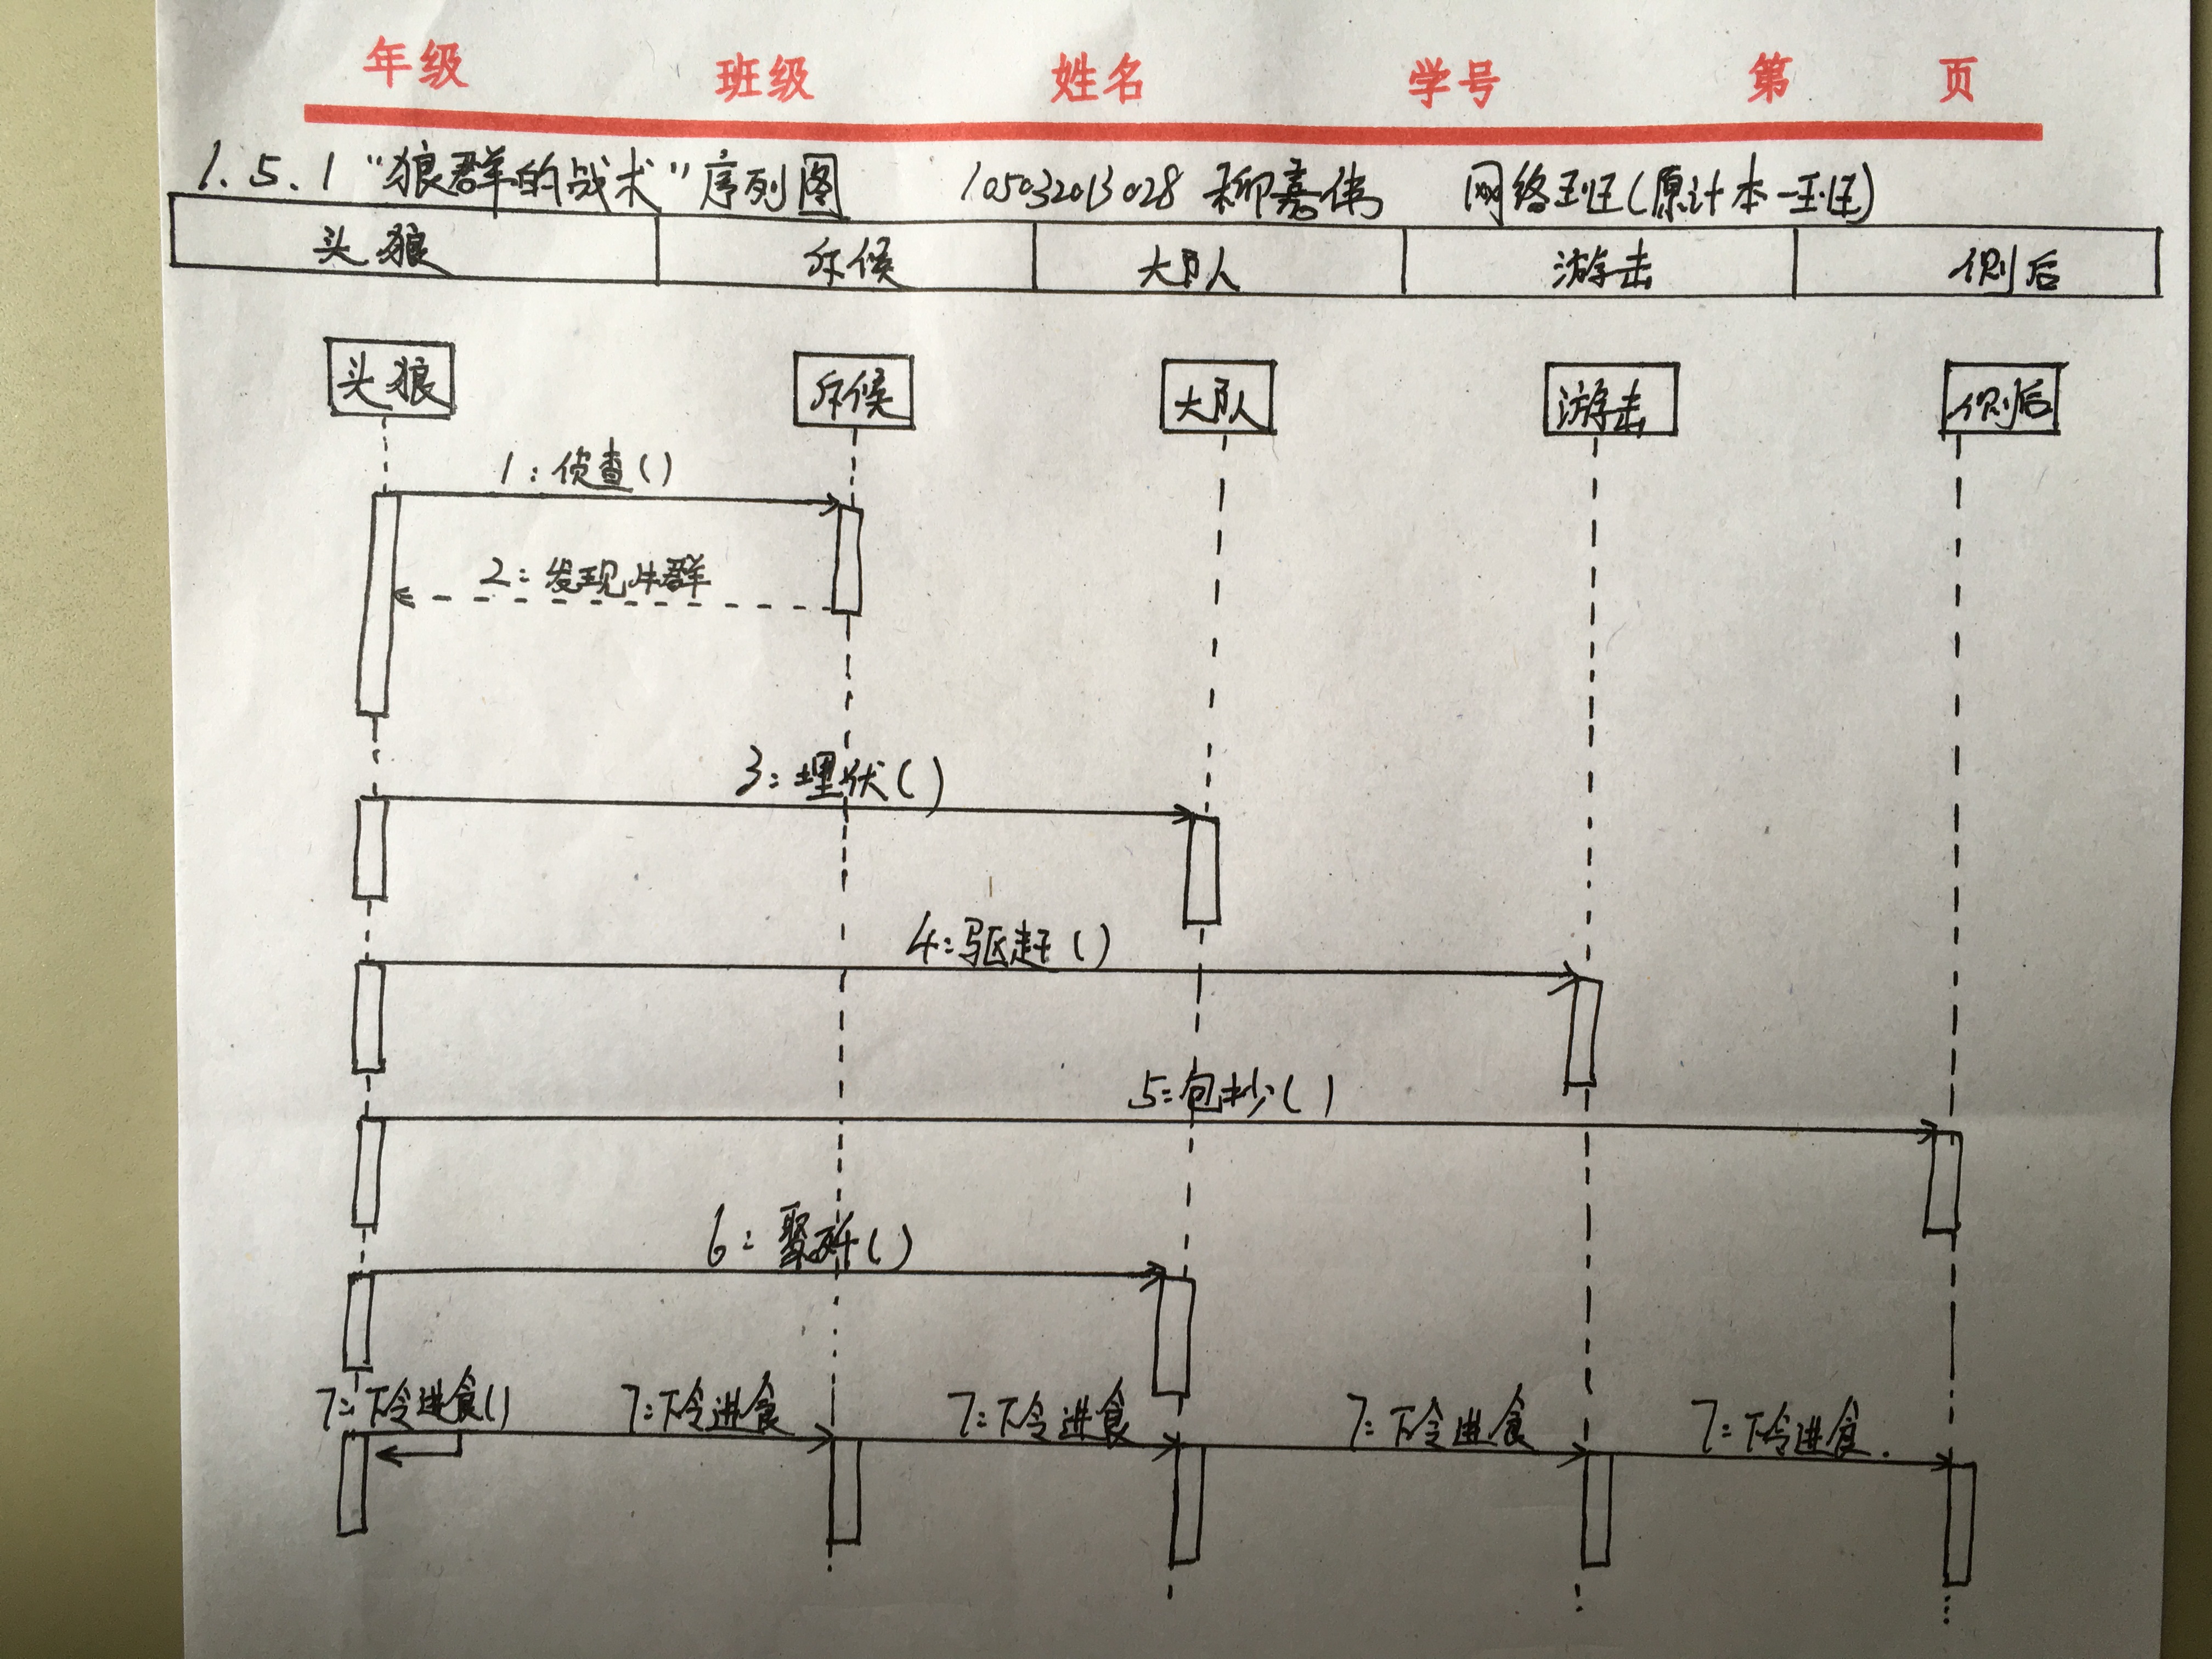 年级 班级 姓名 学号 第 页
1.5.1 “狼群的战术”序列图 105032013028 柳嘉伟 网络班(原计本一班)
头狼 斥候 大队 游击 侧后
头狼 斥候 大队 游击 侧后
1:侦查()
2:发现牛群
3:埋伏()
4:驱赶()
5:包抄()
6:聚歼()
7:下令进食() 7:下令进食 7:下令进食 7:下令进食 7:下令进食.